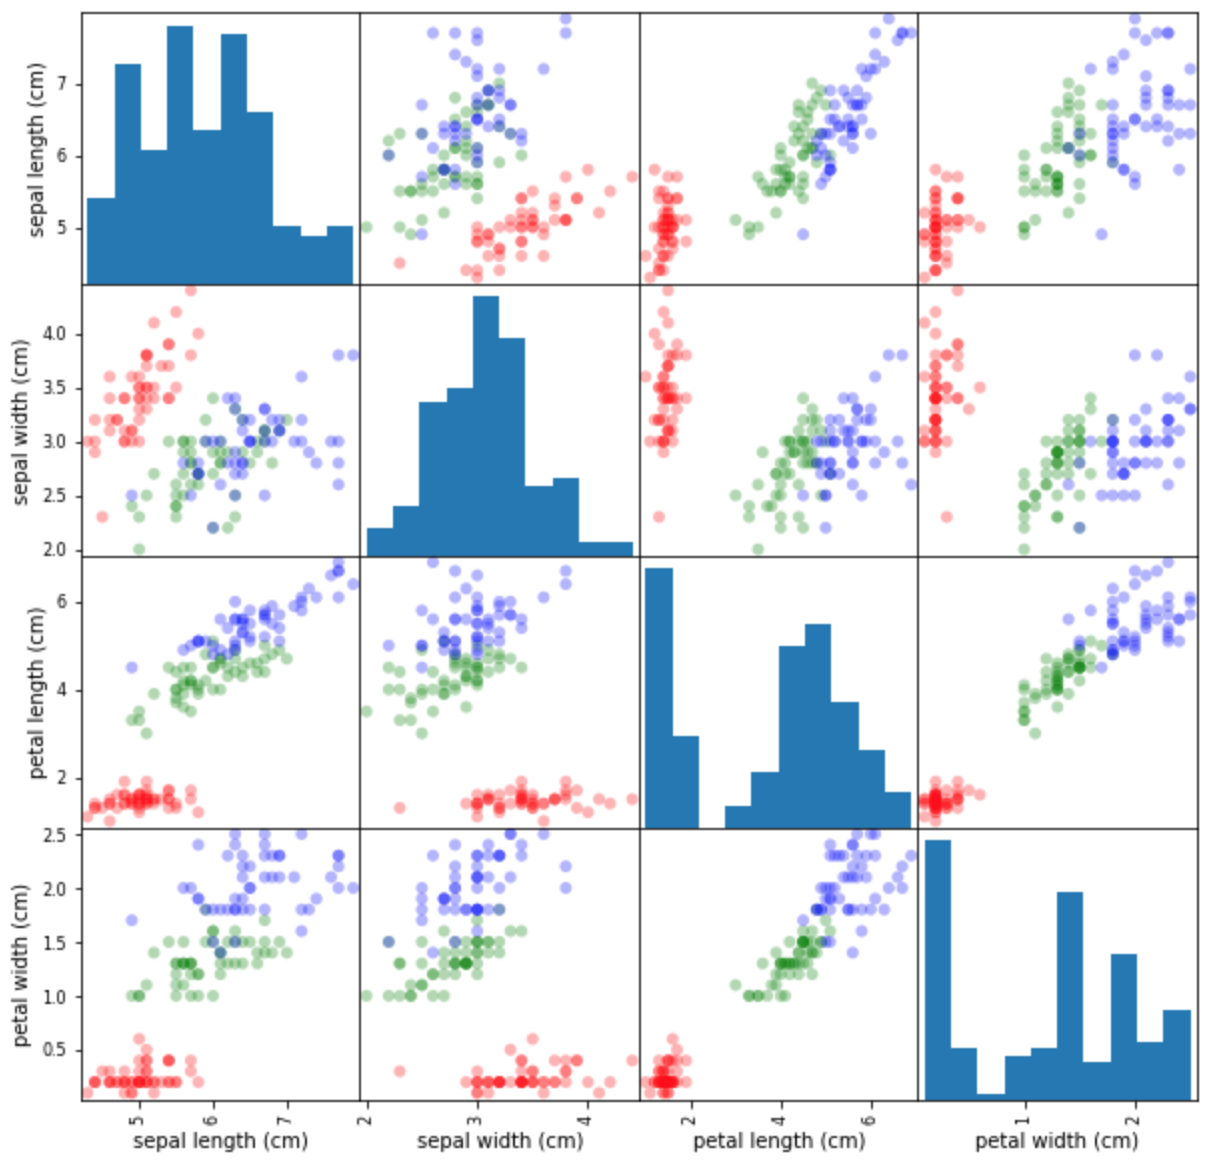 sepal length (cm)
7
6
5
sepal width (cm)
4.0
3.5
3.0
2.5
2.0
petal length (cm)
6
4
2
petal width (cm)
2.5
2.0
1.5
1.0
0.5
5 6 7 2 3 4 2 4 6 1 2
sepal length (cm) sepal width (cm) petal length (cm) petal width (cm)